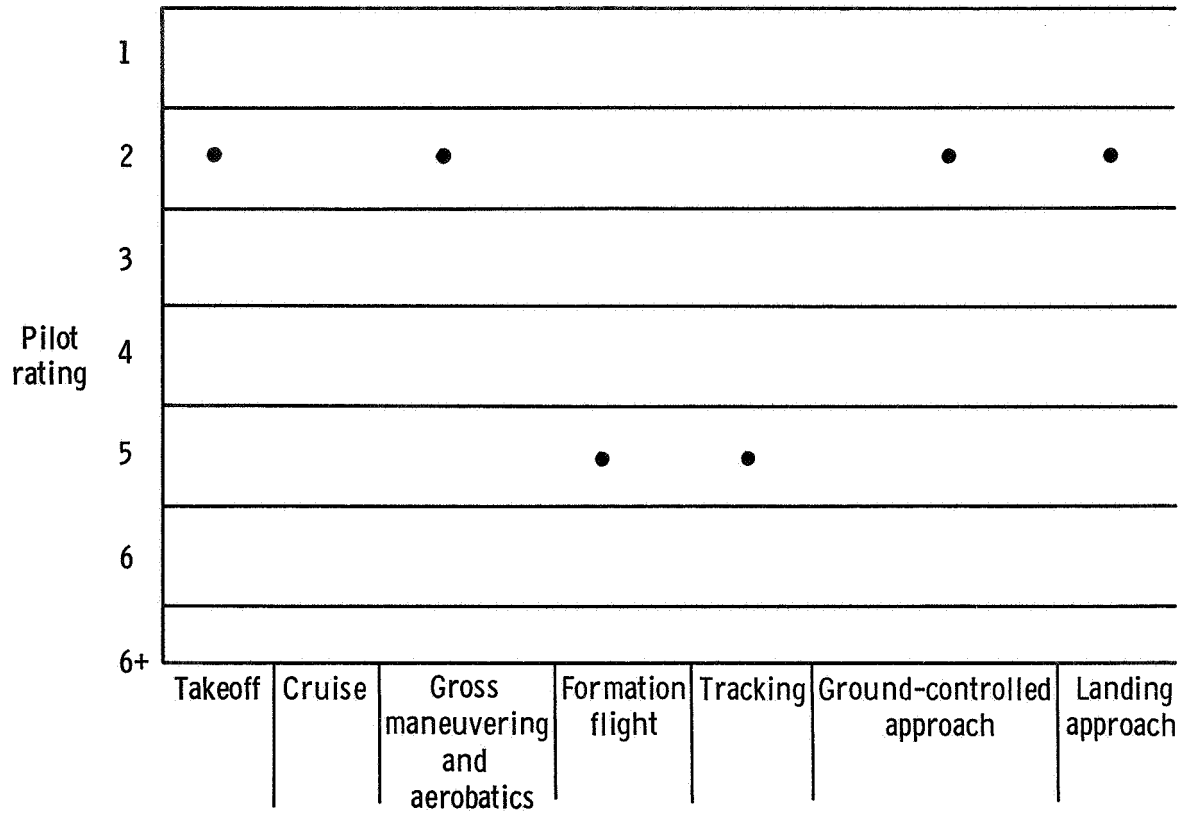 1
2
3
4
5
6
6+
Pilot
rating
Takeoff
Cruise
Gross
maneuvering
and
aerobatics
Formation
flight
Tracking
Ground-controlled
approach
Landing
approach